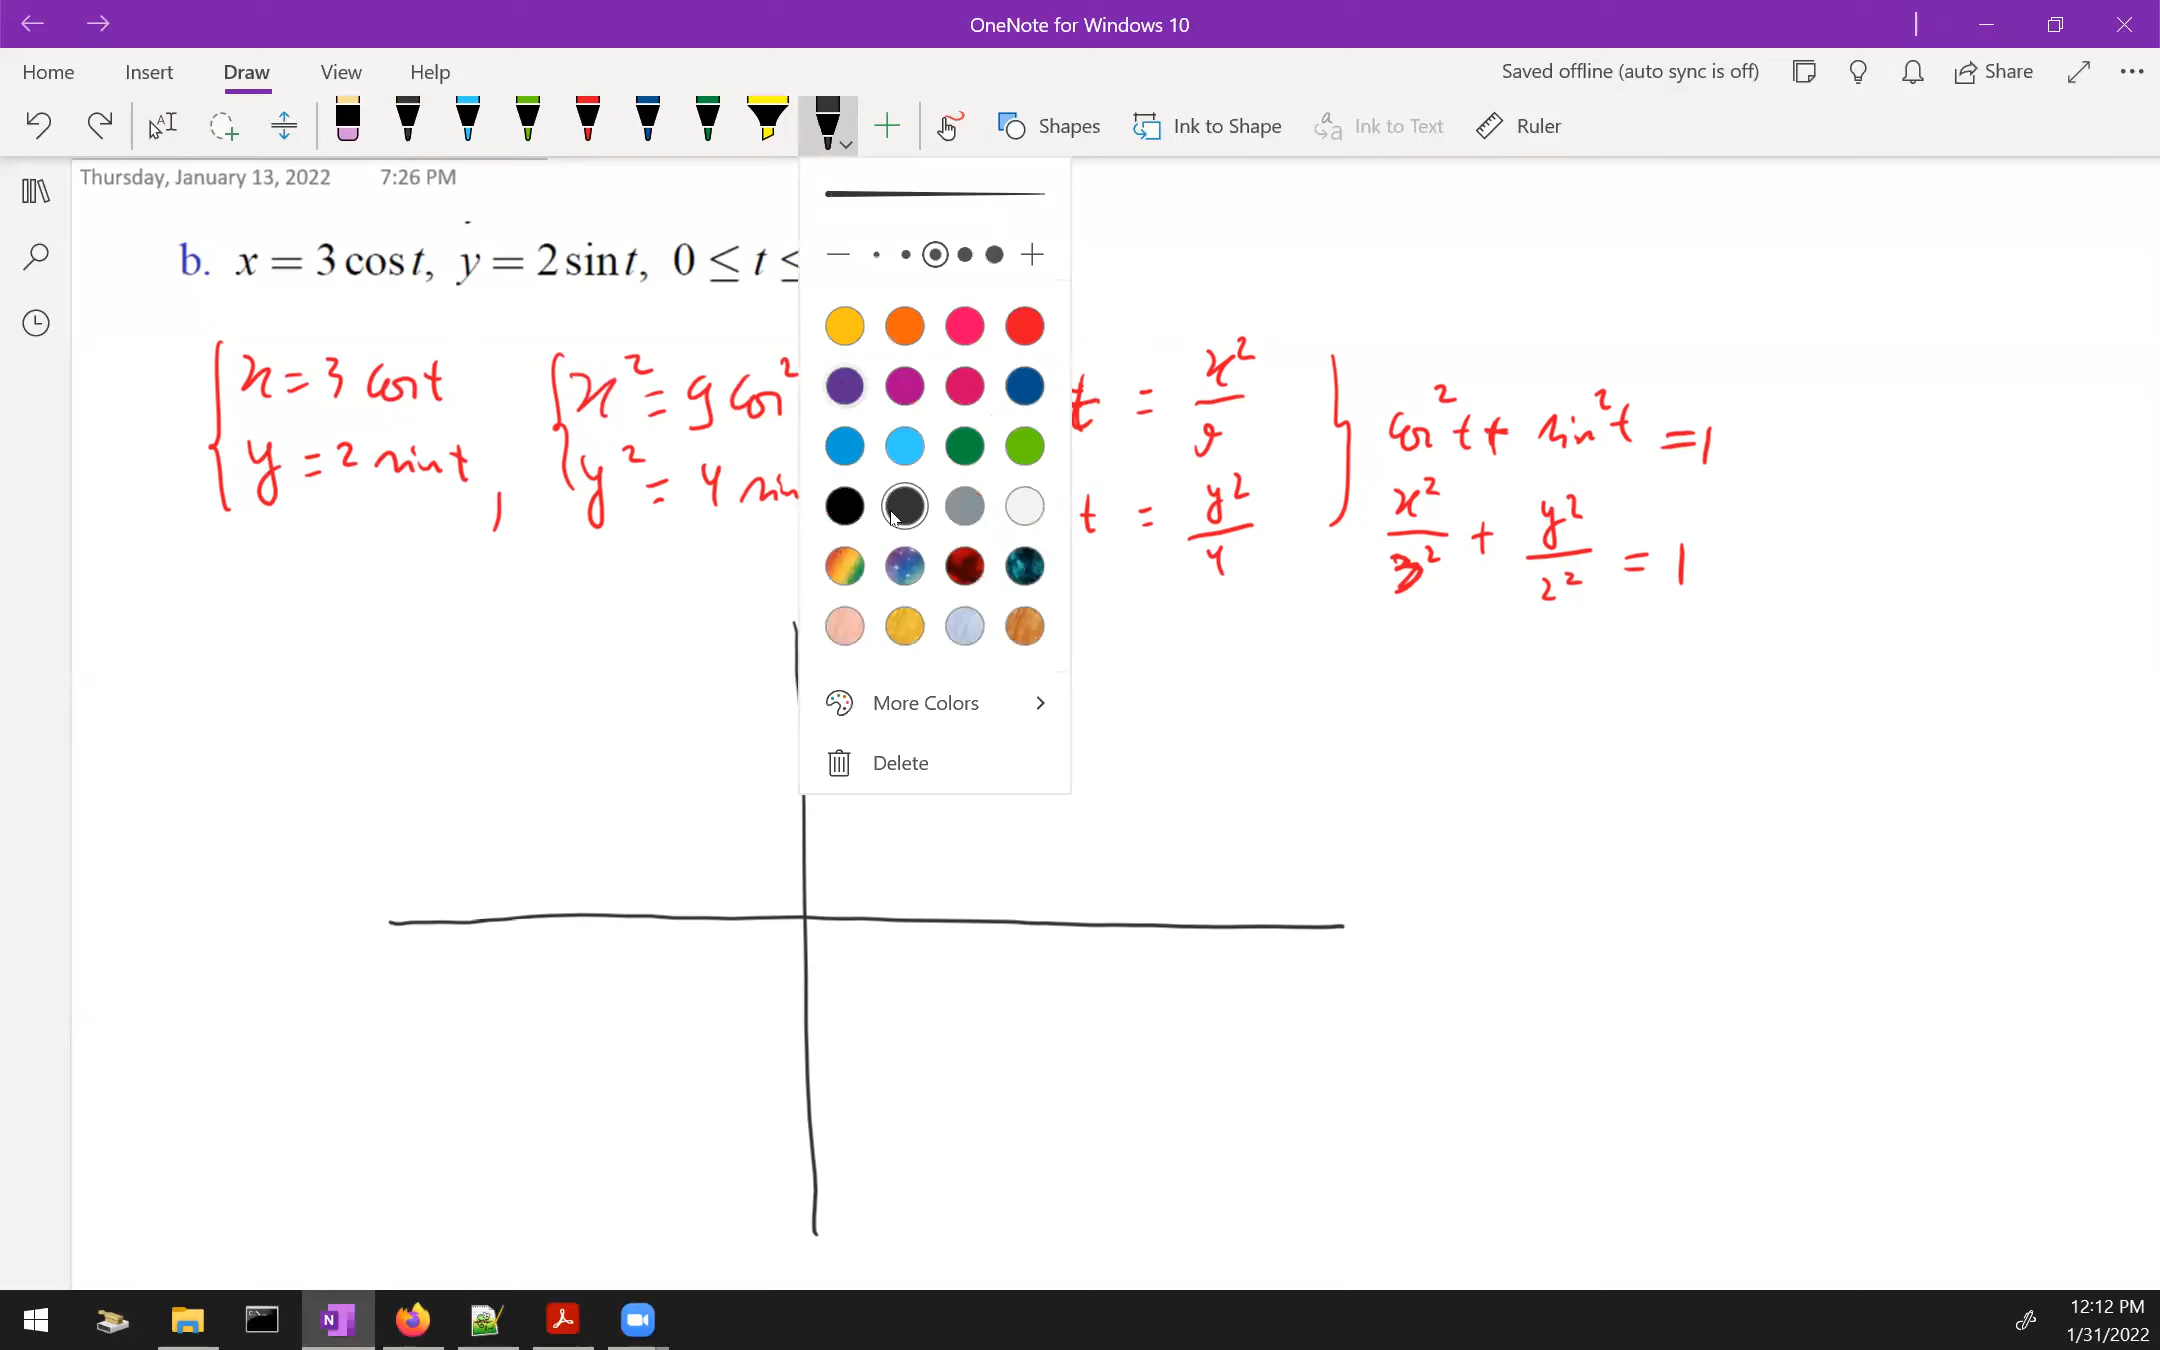 OneNote for Windows 10
Home Insert Draw View Help Saved offline (auto sync is off) Share
Shapes Ink to Shape Ink to Text Ruler
Thursday, January 13, 2022 7:26 PM
b. x = 3 cos t, y = 2 sin t, 0 ≤ t ≤
x = 3 cos t
y = 2 sin t ,
x² = 9 cos²
y² = 4 sin
t = x²/9
t = y²/4
cos² t + sin² t = 1
x²/3² + y²/2² = 1
More Colors
Delete
12:12 PM
1/31/2022